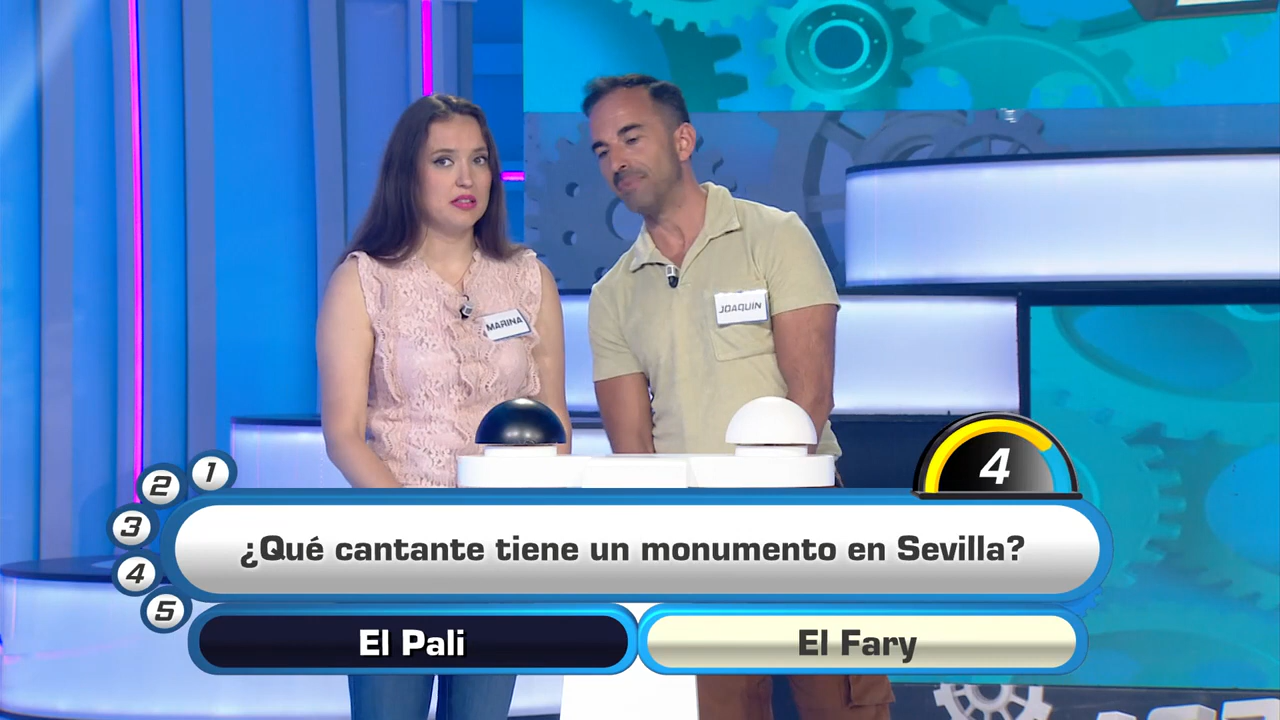 MARINA
JOAQUIN
4
1
2
3
4
5
¿Qué cantante tiene un monumento en Sevilla?
El Pali
El Fary